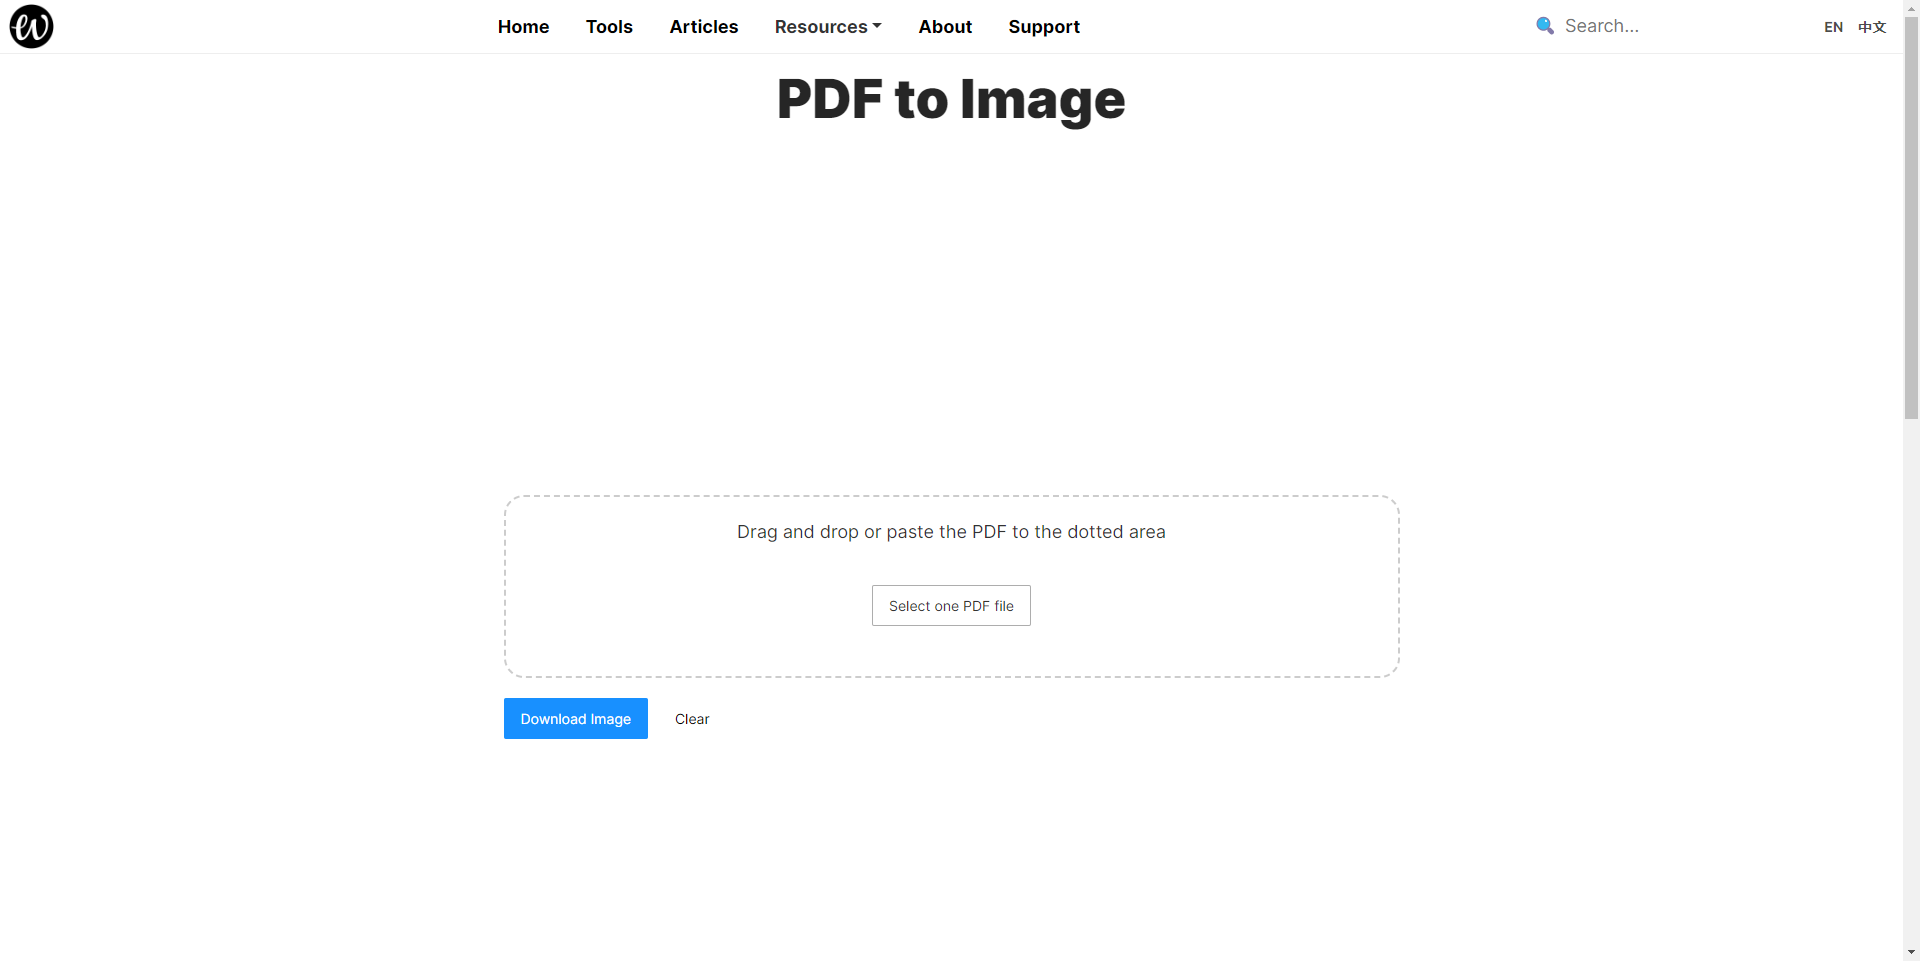 ew
Home Tools Articles Resources About Support Search... EN 中文
PDF to Image
Drag and drop or paste the PDF to the dotted area
Select one PDF file
Download Image Clear